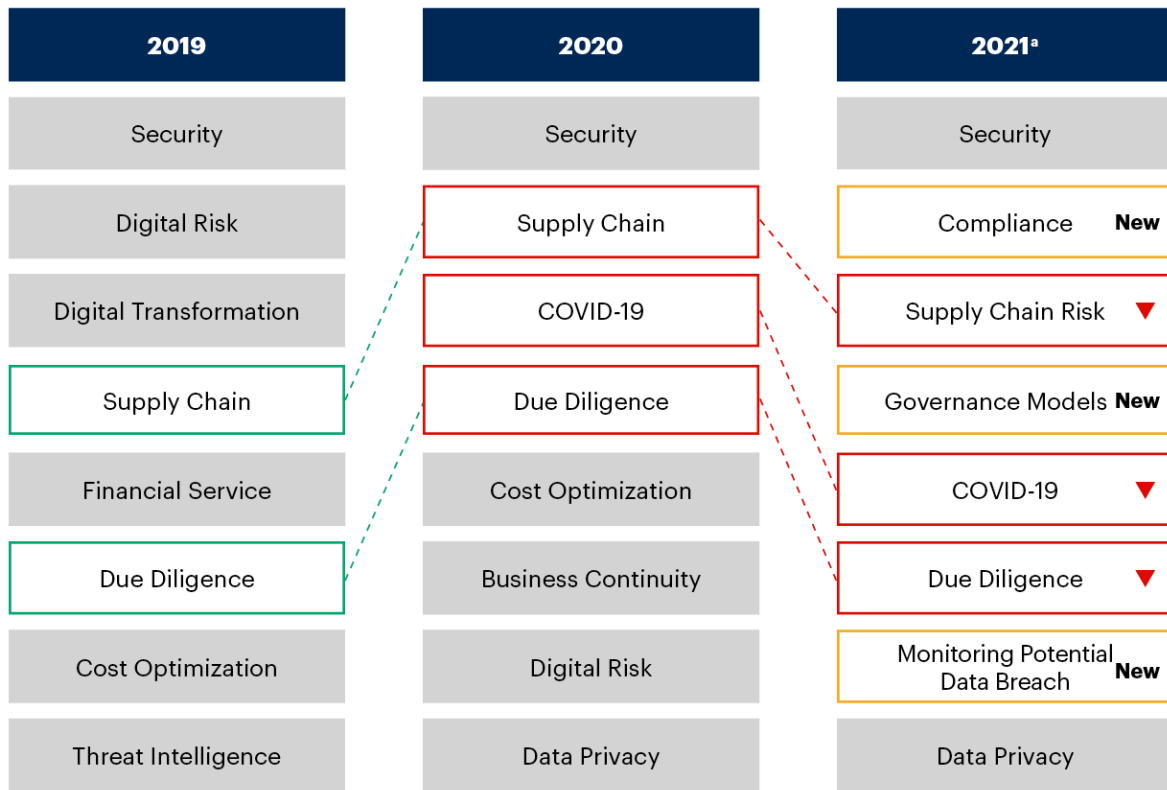 2019
2020
2021ª
Security
Security
Security
Digital Risk
Supply Chain
Compliance New
Digital Transformation
COVID-19
Supply Chain Risk ▼
Supply Chain
Due Diligence
Governance Models New
Financial Service
Cost Optimization
COVID-19 ▼
Due Diligence
Business Continuity
Due Diligence ▼
Cost Optimization
Digital Risk
Monitoring Potential
Data Breach New
Threat Intelligence
Data Privacy
Data Privacy